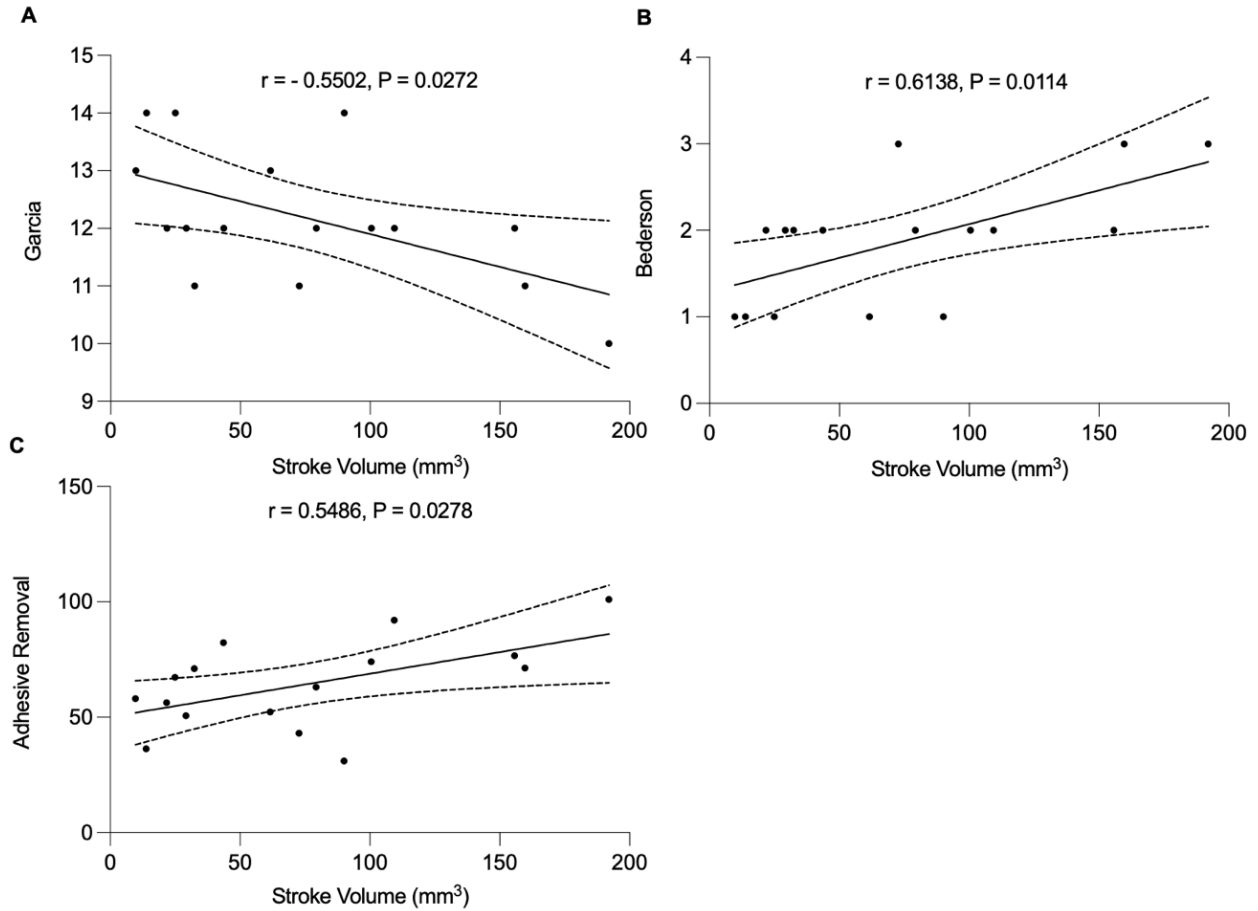 A
15
14
13
12
11
10
9
Garcia
r = - 0.5502, P = 0.0272
0 50 100 150 200
Stroke Volume (mm³)
B
4
3
2
1
0
Bederson
r = 0.6138, P = 0.0114
0 50 100 150 200
Stroke Volume (mm³)
C
150
100
50
0
Adhesive Removal
r = 0.5486, P = 0.0278
0 50 100 150 200
Stroke Volume (mm³)